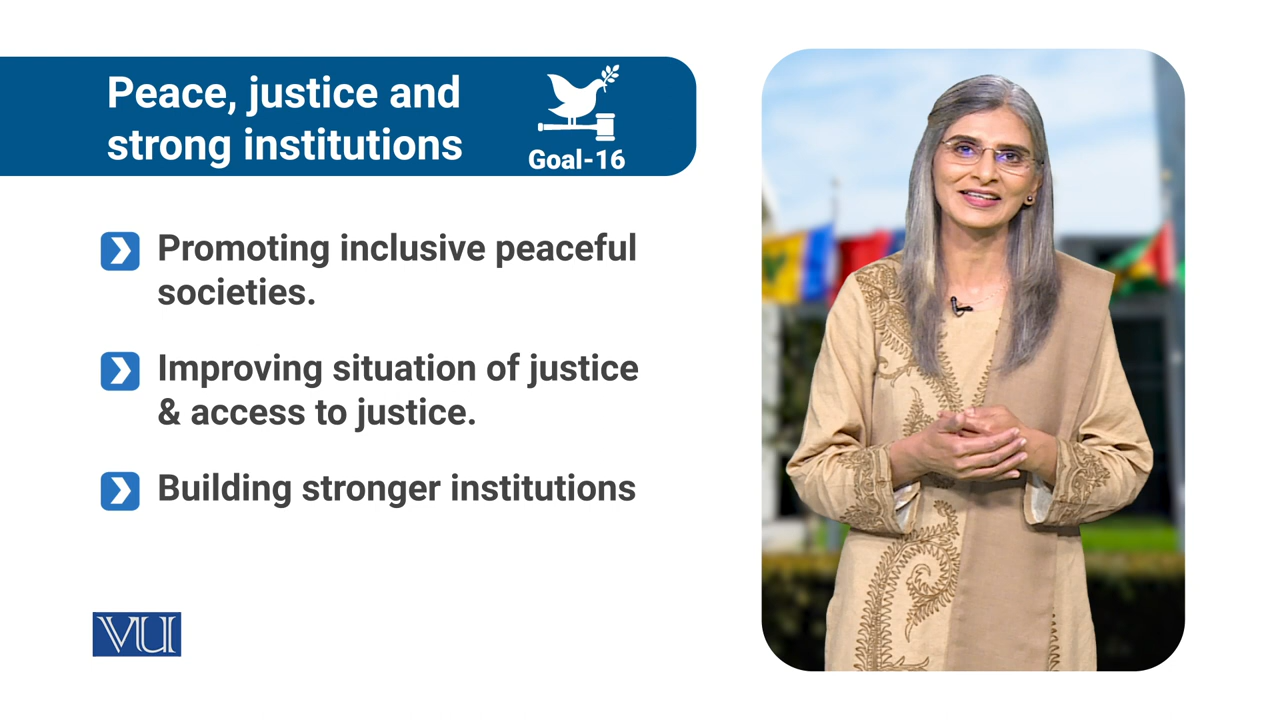 Peace, justice and
strong institutions
Goal-16
Promoting inclusive peaceful
societies.
Improving situation of justice
& access to justice.
Building stronger institutions
VU